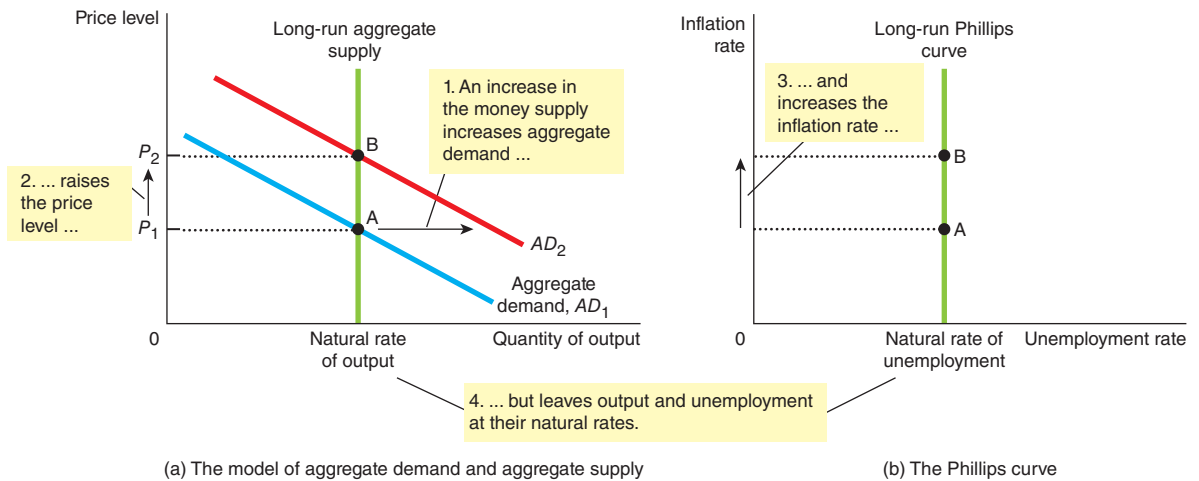 Price level
Long-run aggregate
supply
1. An increase in
the money supply
increases aggregate
demand ...
B
P2
2. ... raises
the price
level ...
P1
A
AD2
Aggregate
demand, AD1
0
Natural rate
of output
Quantity of output
(a) The model of aggregate demand and aggregate supply
Inflation
rate
Long-run Phillips
curve
3. ... and
increases the
inflation rate ...
B
A
0
Natural rate of
unemployment
Unemployment rate
4. ... but leaves output and unemployment
at their natural rates.
(b) The Phillips curve